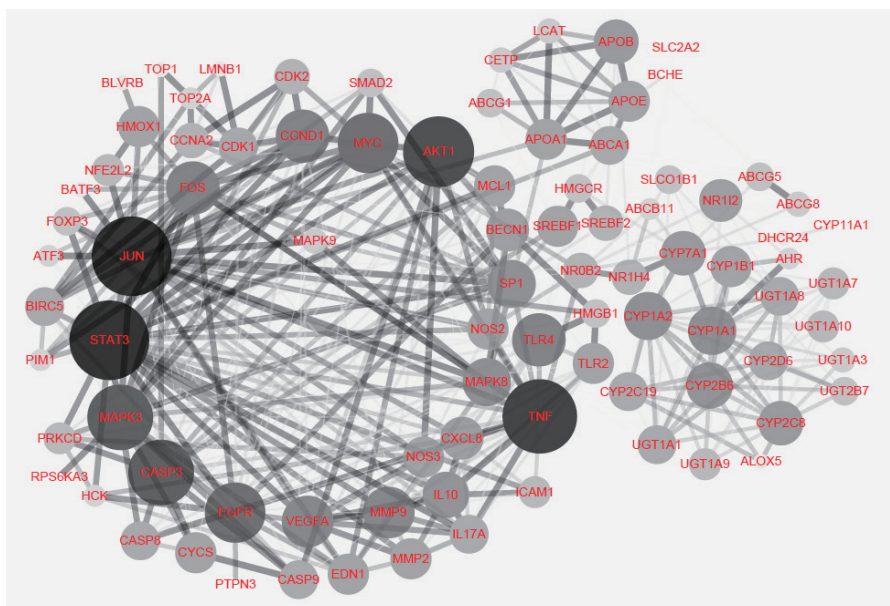 LCAT
APOB
SLC2A2
CETP
BCHE
TOP1
LMNB1
BLVRB
CDK2
SMAD2
TOP2A
ABCG1
APOE
HMOX1
CCNA2
CDK1
CCND1
MYC
AKT1
APOA1
ABCA1
NFE2L2
BATF3
FOS
MCL1
HMGCR
SLCO1B1
ABCG5
NR1I2
ABCG8
FOXP3
BECN1
SREBF1
SREBF2
ABCB11
CYP11A1
MAPK9
DHCR24
ATF3
JUN
NR0B2
NR1H4
CYP7A1
CYP1B1
AHR
BIRC5
SP1
UGT1A8
UGT1A7
HMGB1
CYP1A2
CYP1A1
UGT1A10
STAT3
NOS2
TLR4
PIM1
TLR2
CYP2D6
UGT1A3
MAPK8
CYP2C19
CYP2B6
UGT2B7
MAPK3
TNF
CYP2C8
PRKCD
CXCL8
UGT1A1
NOS3
UGT1A9
ALOX5
RPS6KA3
CASP3
HCK
IL10
ICAM1
EGFR
VEGFA
MMP9
CASP8
CYCS
IL17A
MMP2
PTPN3
CASP9
EDN1